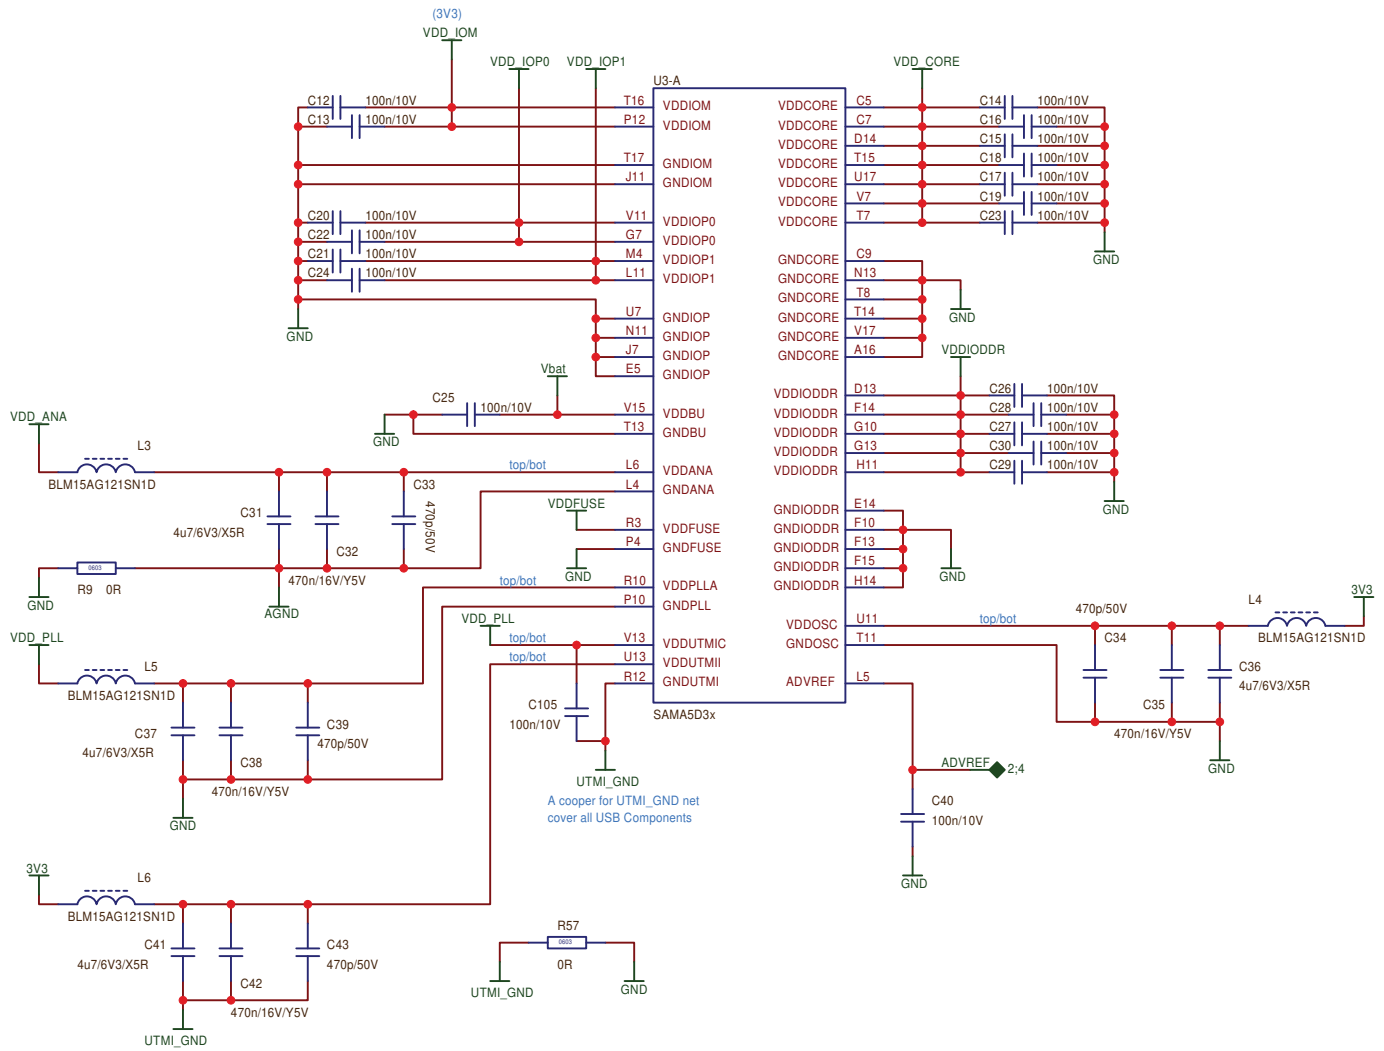 (3V3)
VDD_IOM
VDD_IOP0 VDD_IOP1 VDD_CORE
U3-A
C12 100n/10V T16 VDDIOM VDDCORE C5 C14 100n/10V
C13 100n/10V P12 VDDIOM VDDCORE C7 C16 100n/10V
VDDCORE D14 C15 100n/10V
T17 GNDIOM VDDCORE T15 C18 100n/10V
J11 GNDIOM VDDCORE U17 C17 100n/10V
VDDCORE V7 C19 100n/10V
C20 100n/10V V11 VDDIOP0 VDDCORE T7 C23 100n/10V
C22 100n/10V G7 VDDIOP0
C21 100n/10V M4 VDDIOP1 GNDCORE C9 GND
C24 100n/10V L11 VDDIOP1 GNDCORE N13
GNDCORE T8
U7 GNDIOP GNDCORE T14 GND
GND N11 GNDIOP GNDCORE V17
J7 GNDIOP GNDCORE A16 VDDIODDR
Vbat E5 GNDIOP
VDDIODDR D13 C26 100n/10V
C25 100n/10V V15 VDDBU VDDIODDR F14 C28 100n/10V
GND T13 GNDBU VDDIODDR G10 C27 100n/10V
VDD_ANA VDDIODDR G13 C30 100n/10V
L3 top/bot L6 VDDANA VDDIODDR H11 C29 100n/10V
BLM15AG121SN1D C33 L4 GNDANA
VDDFUSE GNDIODDR E14 GND
C31 470p/50V R3 VDDFUSE GNDIODDR F10
4u7/6V3/X5R P4 GNDFUSE GNDIODDR F13
C32 GNDIODDR F15
0603 470n/16V/Y5V GND GND
R9 0R top/bot R10 VDDPLLA GNDIODDR H14
GND AGND P10 GNDPLL 470p/50V L4 3V3
VDD_PLL VDD_PLL VDDOSC U11 top/bot
top/bot V13 VDDUTMIC GNDOSC T11 C34 BLM15AG121SN1D
L5 top/bot U13 VDDUTMII
BLM15AG121SN1D R12 GNDUTMI ADVREF L5 C36
4u7/6V3/X5R
C105 SAMA5D3x C35
C37 C39 100n/10V 470n/16V/Y5V
4u7/6V3/X5R 470p/50V
C38 ADVREF 2;4 GND
470n/16V/Y5V UTMI_GND
GND A cooper for UTMI_GND net C40
cover all USB Components 100n/10V
3V3 L6 GND
BLM15AG121SN1D R57
C41 C43 0603
4u7/6V3/X5R 470p/50V 0R
C42 UTMI_GND GND
470n/16V/Y5V
UTMI_GND